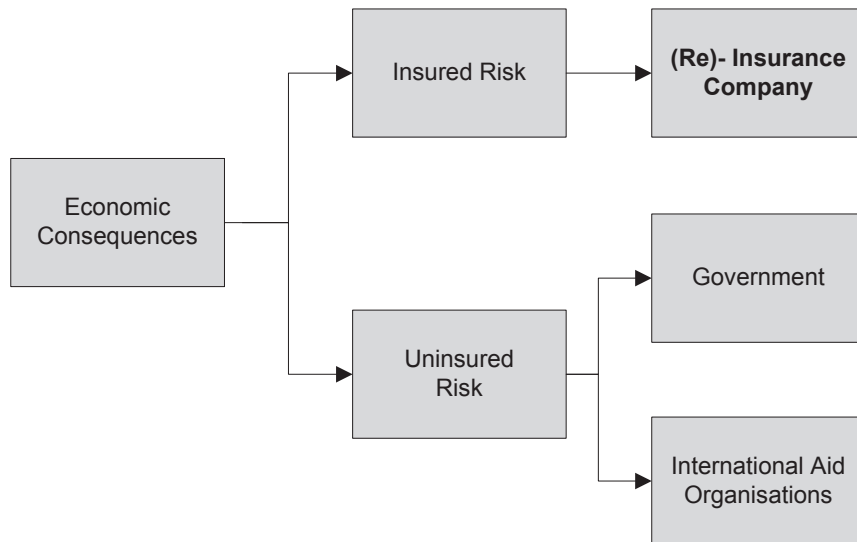 Insured Risk
(Re)- Insurance
Company
Economic
Consequences
Government
Uninsured
Risk
International Aid
Organisations